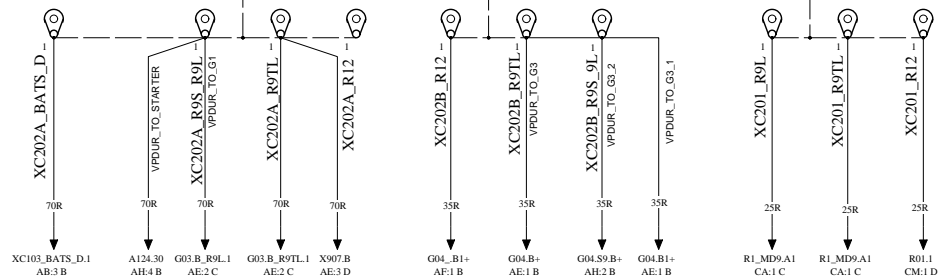 1
1
1
1
1
1
1
1
1
1
XC202A_BATS_D
VPDUR_TO_STARTER
XC202A_R9S_R9L
VPDUR_TO_G1
XC202A_R9TL
XC202A_R12
XC202B_R12
XC202B_R9TL
VPDUR_TO_G3
XC202B_R9S_9L
VPDUR_TO_G3_2
VPDUR_TO_G3_1
XC201_R9L
XC201_R9TL
XC201_R12
70R
70R
70R
70R
70R
35R
35R
35R
35R
25R
25R
25R
XC103_BATS_D.1
AB:3 B
A124.30
AH:4 B
G03.B_R9L.1
AE:2 C
G03.B_R9TL.1
AE:2 C
X907.B
AE:3 D
G04_.B1+
AF:1 B
G04.B+
AE:1 B
G04.S9.B+
AH:2 B
G04.B1+
AE:1 B
R1_MD9.A1
CA:1 C
R1_MD9.A1
CA:1 C
R01.1
CM:1 D